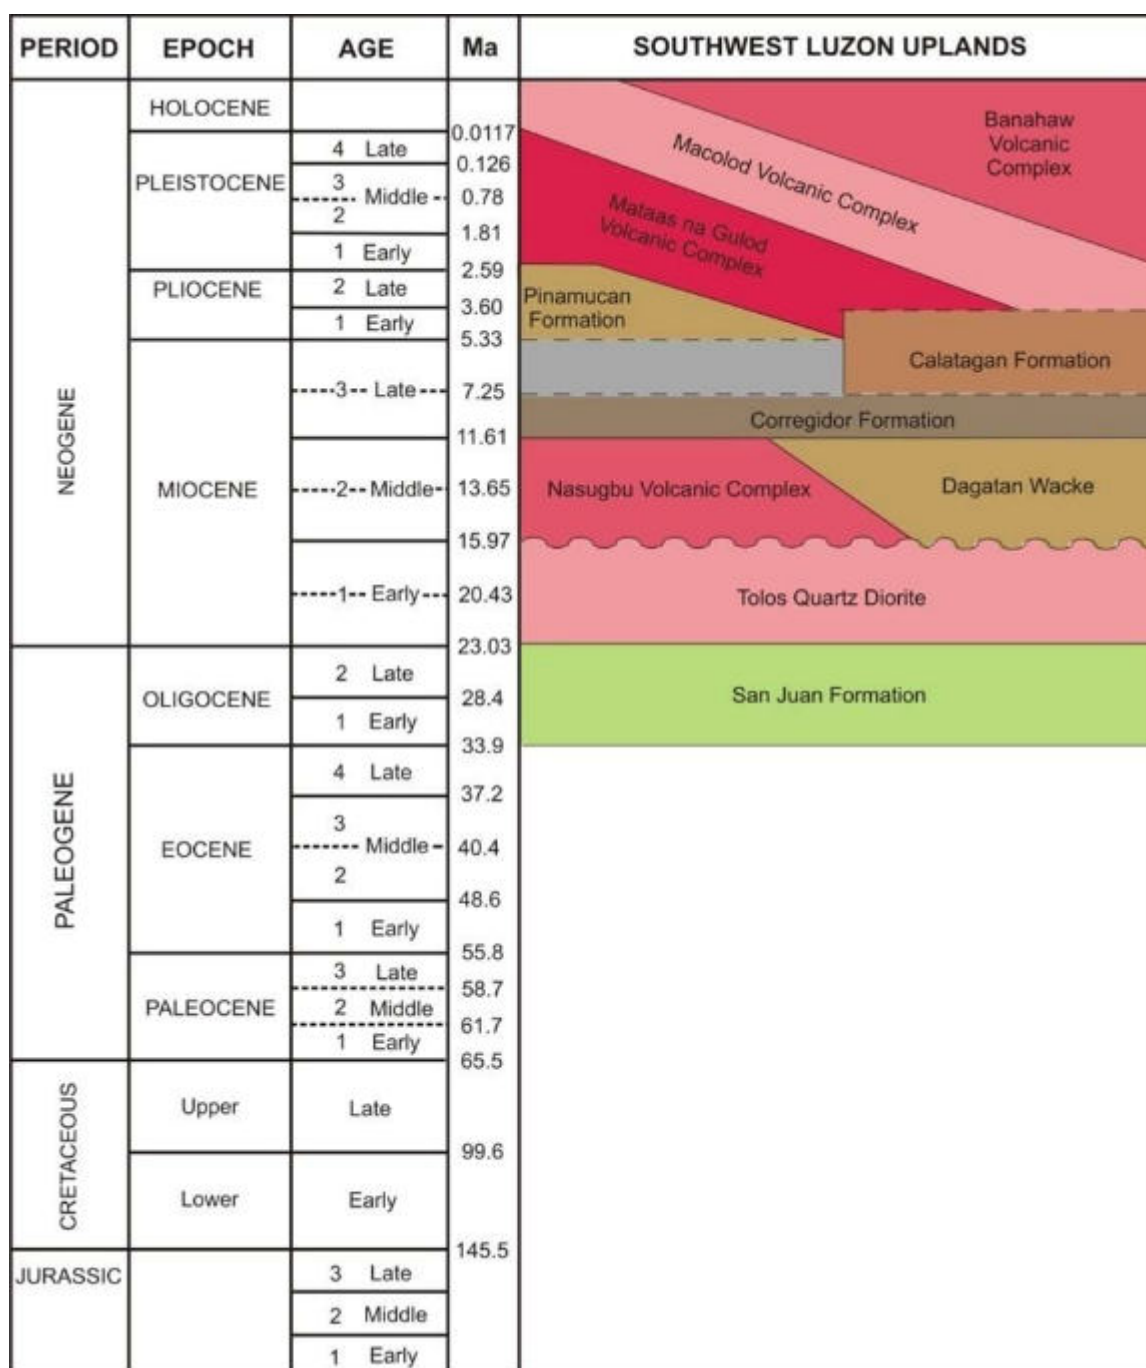 PERIOD EPOCH AGE Ma SOUTHWEST LUZON UPLANDS
HOLOCENE
0.0117
4 Late
0.126
PLEISTOCENE
3
Middle
0.78
2
1.81
1 Early
2.59
PLIOCENE
2 Late
3.60
1 Early
5.33
NEOGENE
MIOCENE
3 Late
7.25
11.61
2 Middle
13.65
15.97
1 Early
20.43
23.03
PALEOGENE
OLIGOCENE
2 Late
28.4
1 Early
33.9
EOCENE
4 Late
37.2
3
Middle
40.4
2
48.6
1 Early
55.8
PALEOCENE
3 Late
58.7
2 Middle
61.7
1 Early
65.5
CRETACEOUS
Upper
Late
99.6
Lower
Early
145.5
JURASSIC
3 Late
2 Middle
1 Early
Banahaw
Volcanic
Complex
Macolod Volcanic Complex
Mataas na Gulod
Volcanic Complex
Pinamucan
Formation
Calatagan Formation
Corregidor Formation
Nasugbu Volcanic Complex
Dagatan Wacke
Tolos Quartz Diorite
San Juan Formation